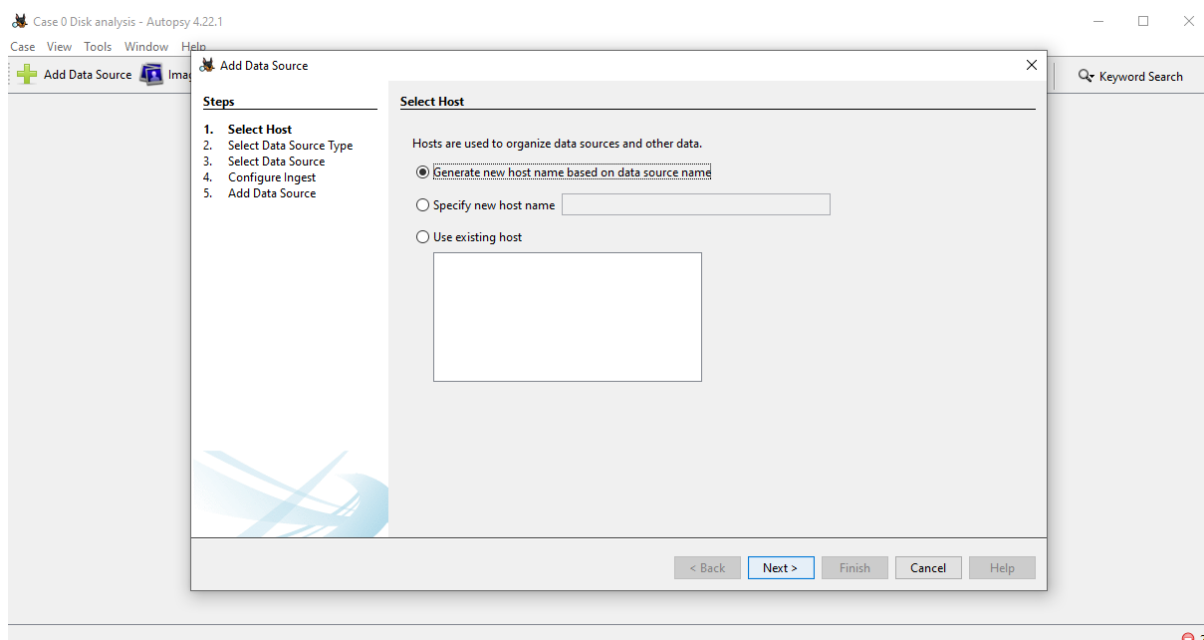 Case 0 Disk analysis - Autopsy 4.22.1
Case View Tools Window Help
Add Data Source
Keyword Search
Add Data Source
Steps
1. Select Host
2. Select Data Source Type
3. Select Data Source
4. Configure Ingest
5. Add Data Source
Select Host
Hosts are used to organize data sources and other data.
Generate new host name based on data source name
Specify new host name
Use existing host
< Back Next > Finish Cancel Help